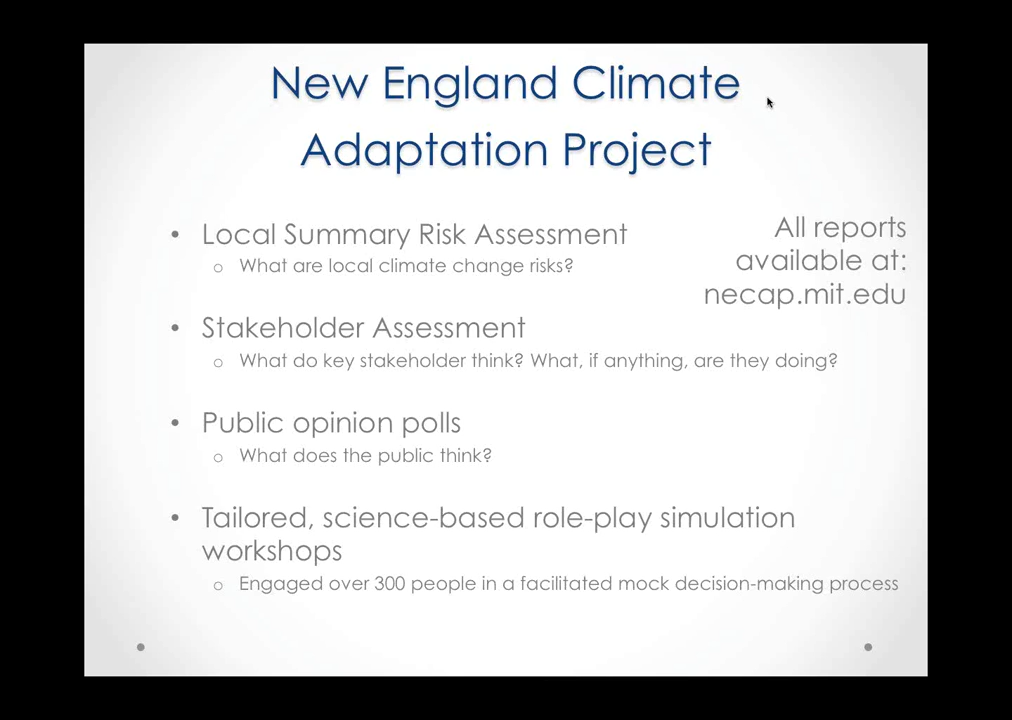 New England Climate
Adaptation Project
• Local Summary Risk Assessment
o What are local climate change risks?
All reports
available at:
necap.mit.edu
• Stakeholder Assessment
o What do key stakeholder think? What, if anything, are they doing?
• Public opinion polls
o What does the public think?
• Tailored, science-based role-play simulation
workshops
o Engaged over 300 people in a facilitated mock decision-making process